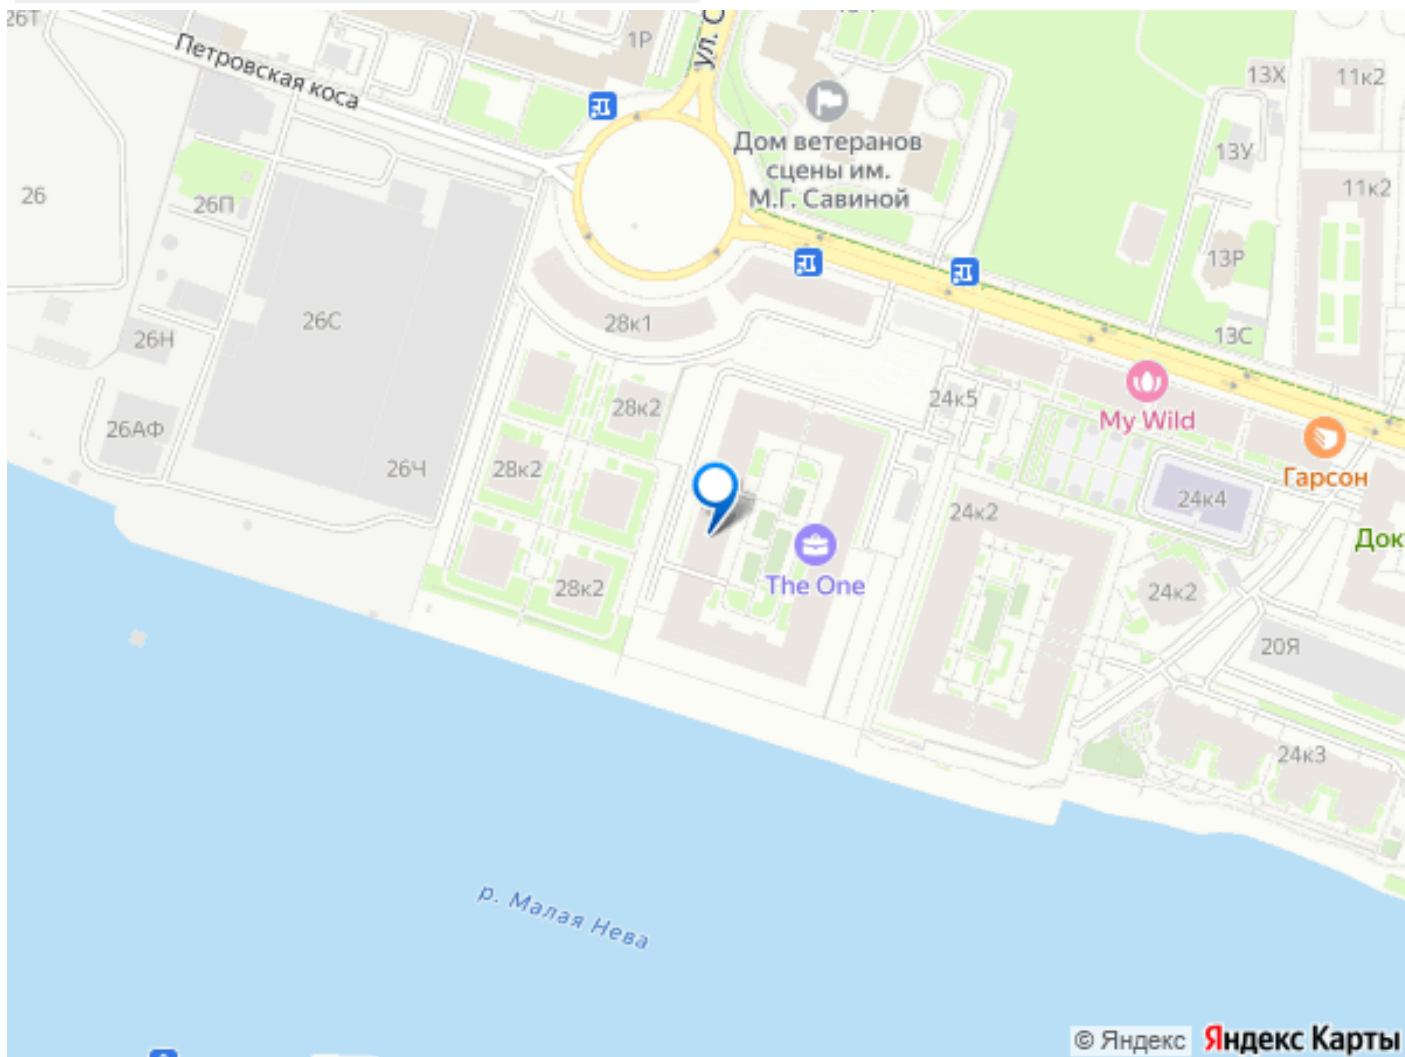 26Т
Петровская коса
1Р
ул. С
Дом ветеранов
сцены им.
М.Г. Савиной
13Х
11к2
13У
11к2
26
26П
13Р
26С
28к1
13С
26Н
28к2
24к5
My Wild
26АФ
26Ч
28к2
Гарсон
24к4
24к2
Док
The One
28к2
24к2
20Я
24к3
р. Малая Нева
© Яндекс Яндекс Карты